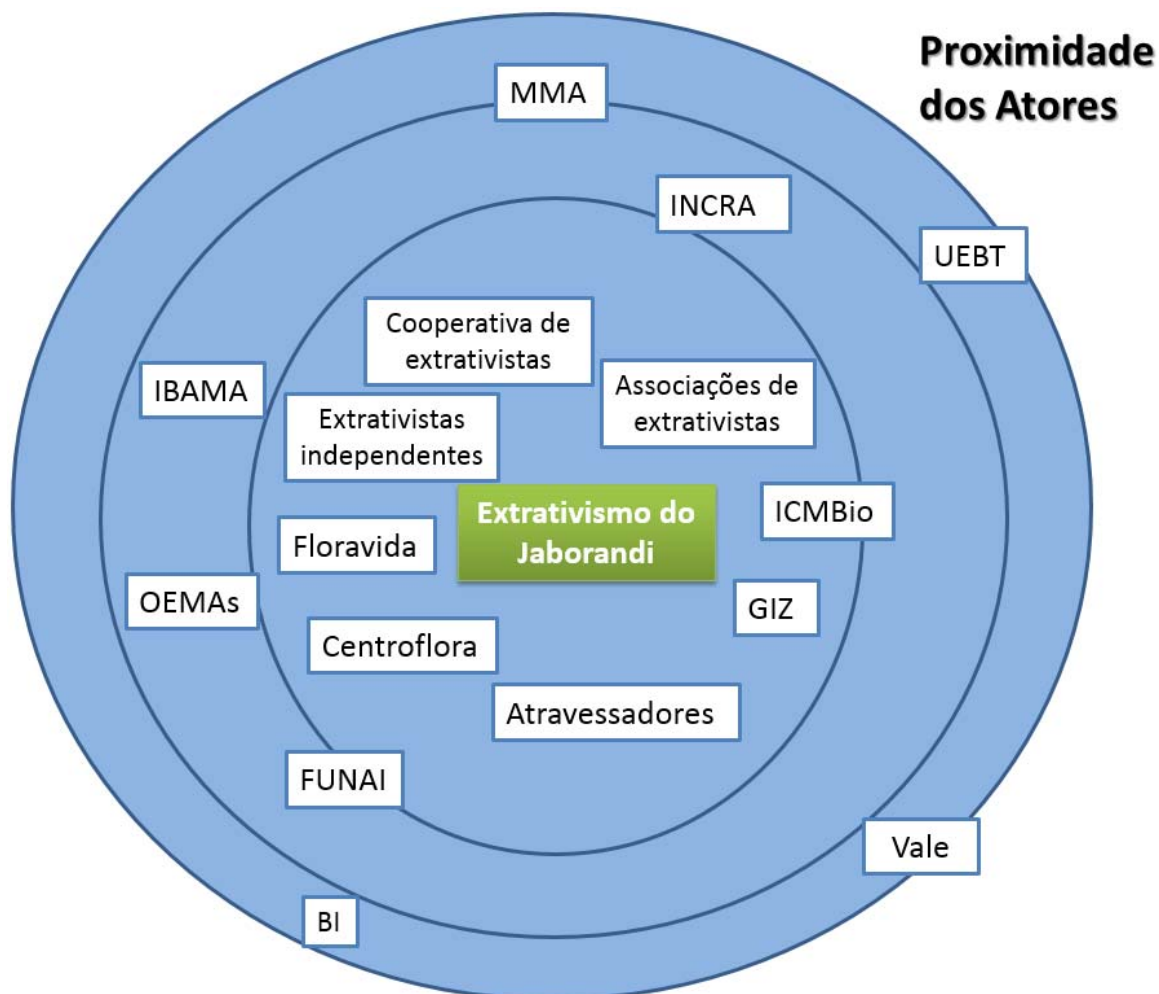 Proximidade
dos Atores
MMA
INCRA
UEBT
Cooperativa de
extrativistas
IBAMA
Associações de
extrativistas
Extrativistas
independentes
Extrativismo do
Jaborandi
ICMBio
Floravida
OEMAs
GIZ
Centroflora
Atravessadores
FUNAI
Vale
BI